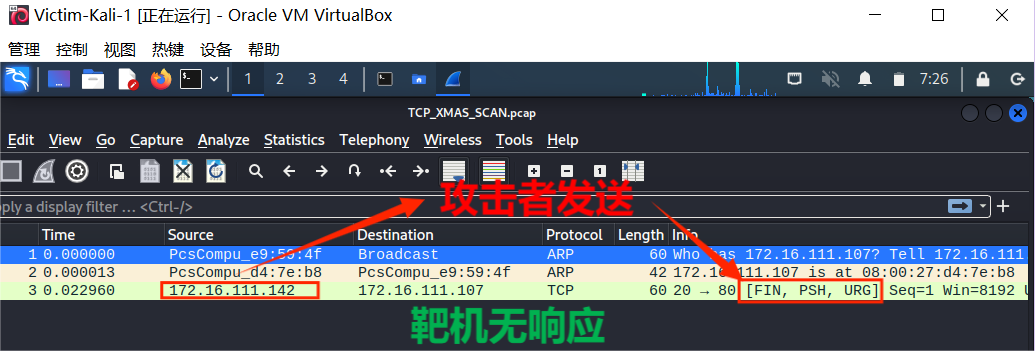 Victim-Kali-1 [正在运行] - Oracle VM VirtualBox
管理 控制 视图 热键 设备 帮助
1 2 3 4 7:26
TCP_XMAS_SCAN.pcap
Edit View Go Capture Analyze Statistics Telephony Wireless Tools Help
攻击者发送
ply a display filter … <Ctrl-/>
Time Source Destination Protocol Length Info
1 0.000000 PcsCompu_e9:59:4f Broadcast ARP 60 Who has 172.16.111.107? Tell 172.16.111
2 0.000013 PcsCompu_d4:7e:b8 PcsCompu_e9:59:4f ARP 42 172.16.111.107 is at 08:00:27:d4:7e:b8
3 0.022960 172.16.111.142 172.16.111.107 TCP 60 20 → 80 [FIN, PSH, URG] Seq=1 Win=8192 U
靶机无响应